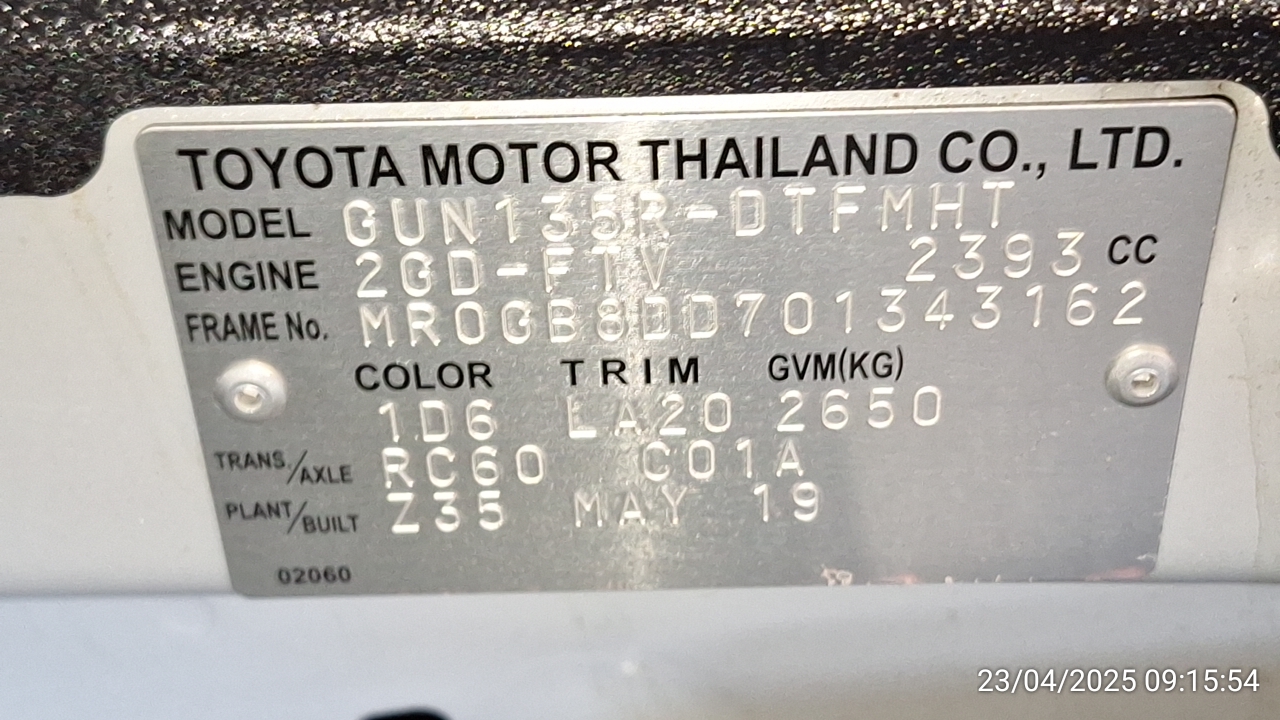 TOYOTA MOTOR THAILAND CO., LTD.
MODEL GUN135R-DTFMHT
ENGINE 2GD-FTV 2393 CC
FRAME No. MR0GB8DD701343162
COLOR TRIM GVM(KG)
1D6 LA20 2650
TRANS./AXLE RC60 C01A
PLANT/BUILT Z35 MAY 19
02060
23/04/2025 09:15:54